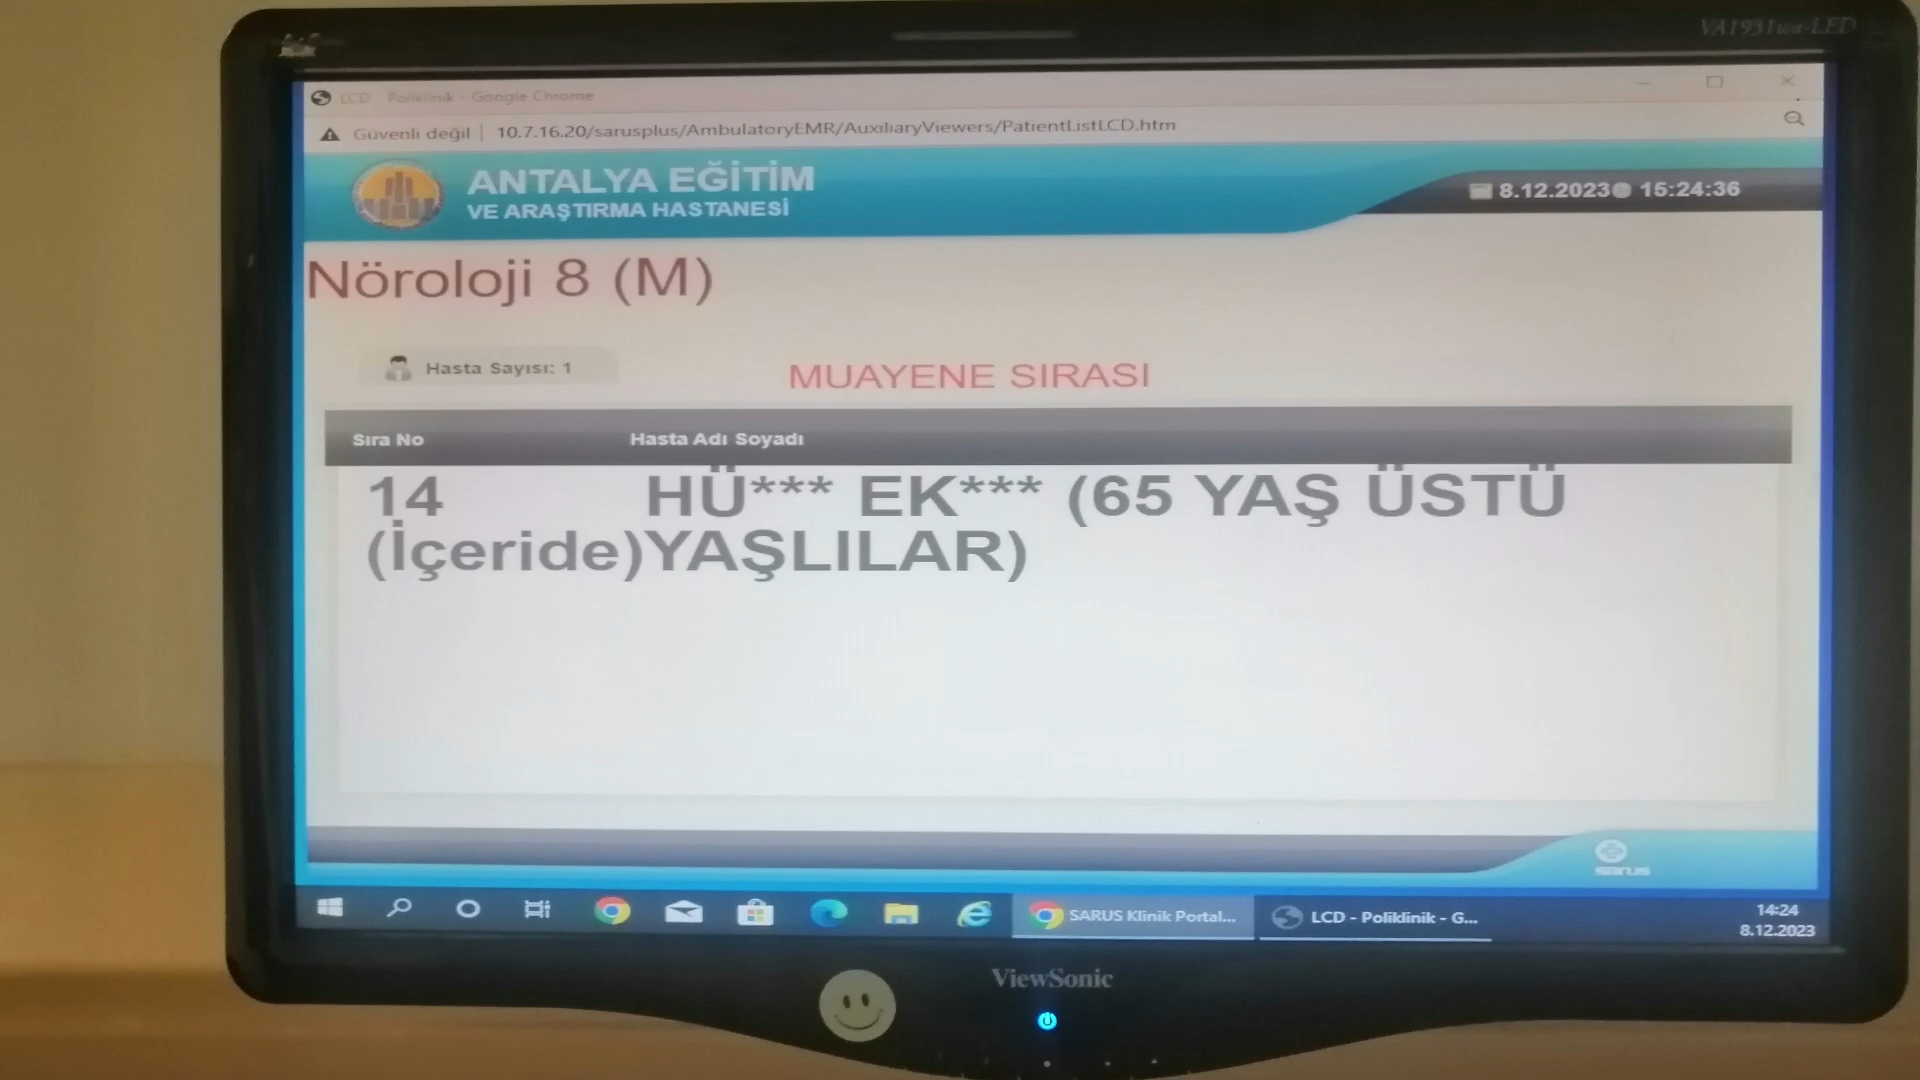 VA1931wa-LED
LCD - Poliklinik - Google Chrome
Güvenli değil | 10.7.16.20/sarusplus/AmbulatoryEMR/AuxiliaryViewers/PatientListLCD.htm
ANTALYA EĞİTİM
VE ARAŞTIRMA HASTANESİ
8.12.2023 15:24:36
Nöroloji 8 (M)
Hasta Sayısı: 1
MUAYENE SIRASI
Sıra No Hasta Adı Soyadı
14 HÜ*** EK*** (65 YAŞ ÜSTÜ
(İçeride) YAŞLILAR)
sarus
SARUS Klinik Portal...
LCD - Poliklinik - G...
14:24
8.12.2023
ViewSonic